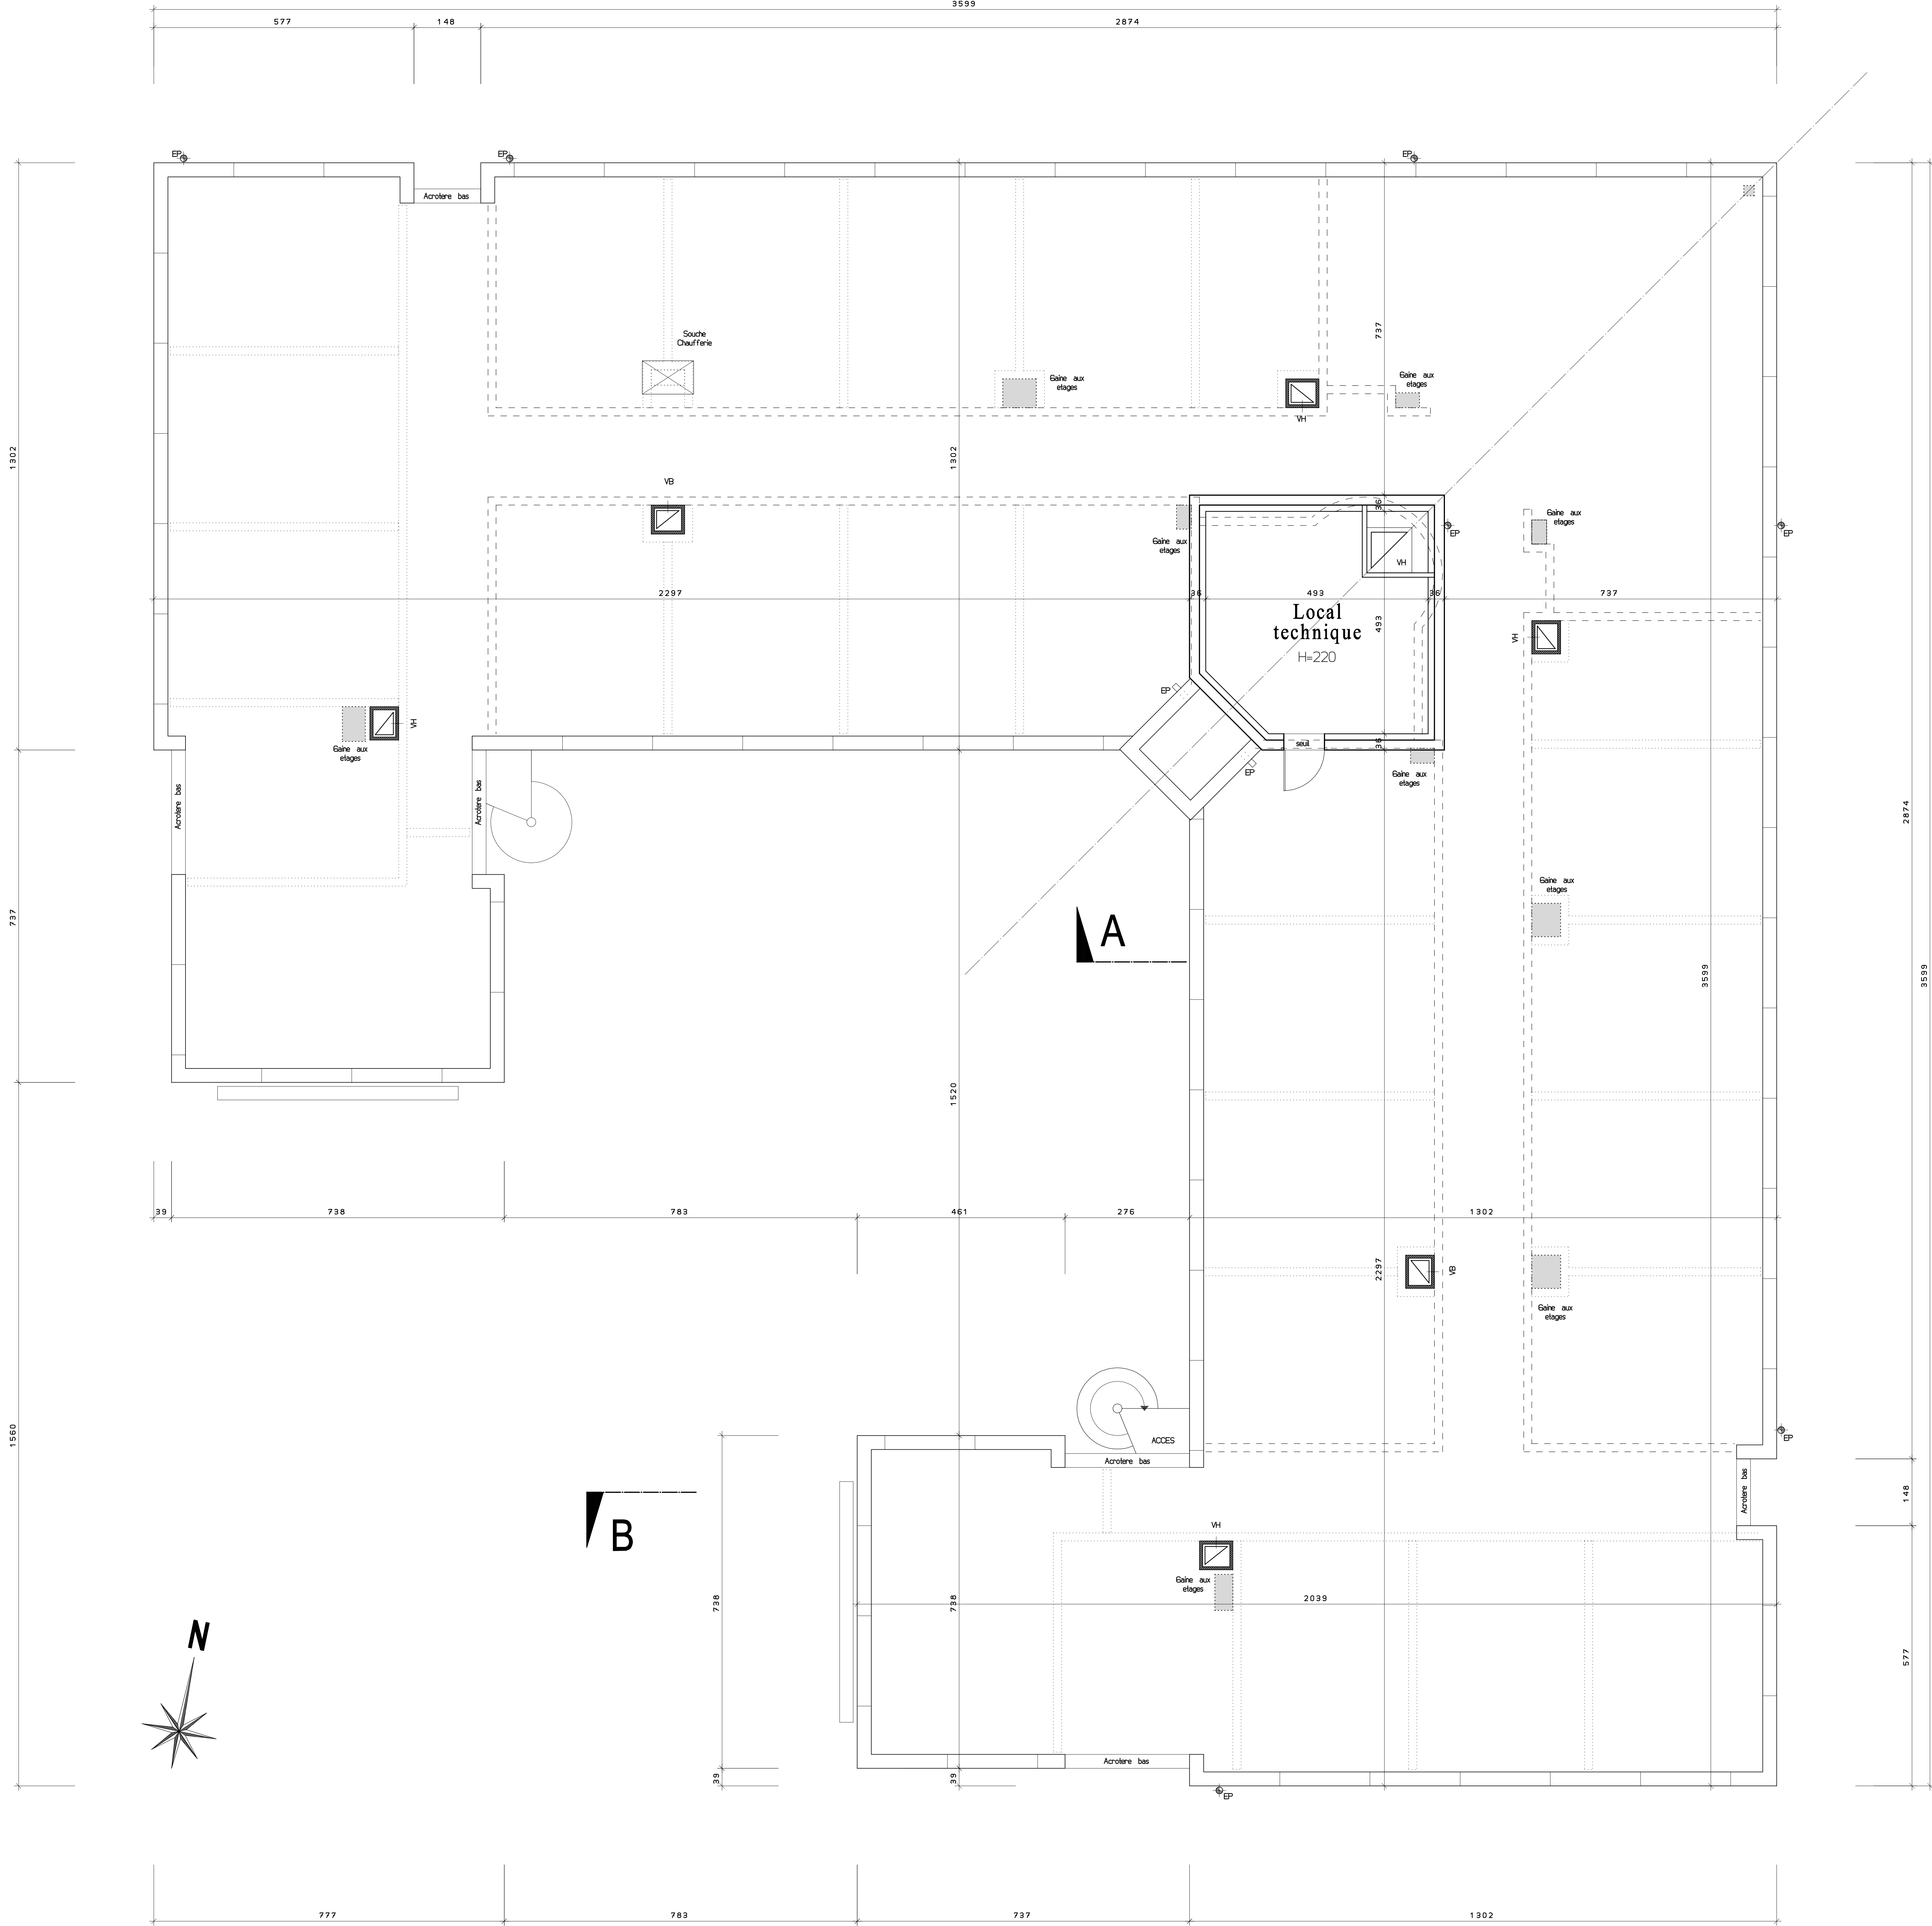 3599
577 148 2874
EP EP EP
Acrotere bas
Souche
Chaufferie
737
Gaine aux
etages
Gaine aux
etages
VH
1302
1302
VB
36
Gaine aux
etages
EP
EP
Gaine aux
etages
VH
2297
36 493 36 737
Local
technique
493
H=220
VH
EP
VH
Gaine aux
etages
seuil
36
EP
Gaine aux
etages
Acrotere bas
Acrotere bas
2874
Gaine aux
etages
737
A
3599
3599
1520
39 738 783 461 276 1302
2297
VB
Gaine aux
etages
1560
ACCES
EP
Acrotere bas
Acrotere bas
148
B
VH
Gaine aux
etages
738
738
2039
577
N
Acrotere bas
39
39
EP
777 783 737 1302